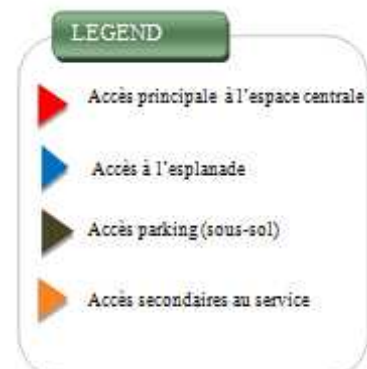 LEGEND
Accès principale à l'espace centrale
Accès à l'esplanade
Accès parking (sous-sol)
Accès secondaires au service